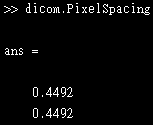 >> dicom.PixelSpacing
ans =
0.4492
0.4492